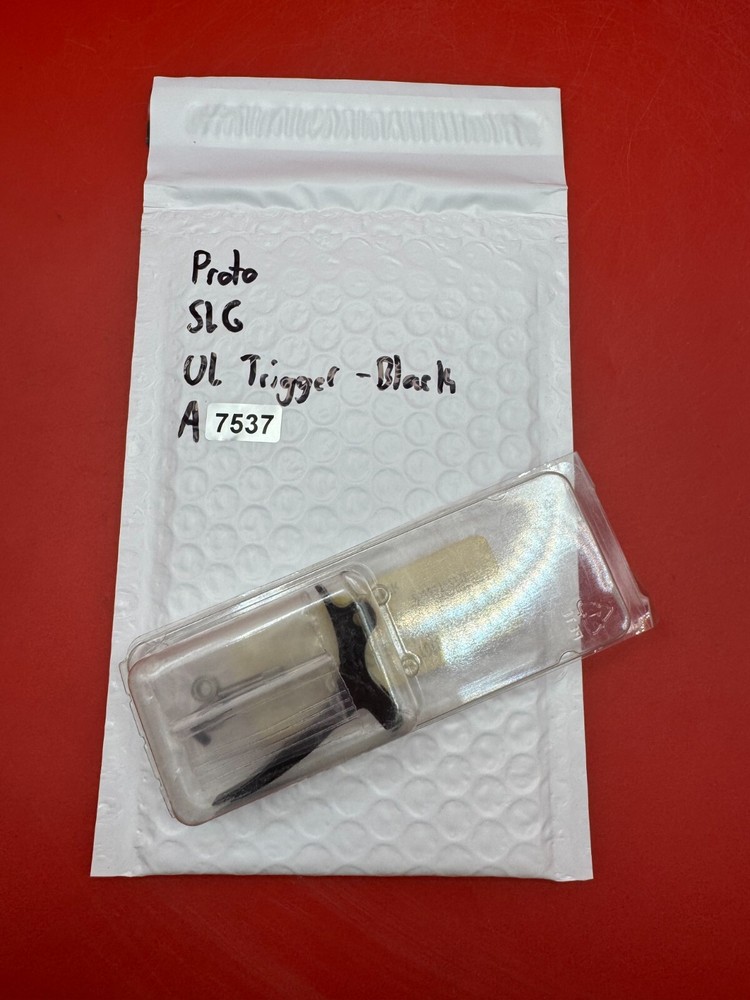 Proto
SLG
UL Trigger - Black
A 7537